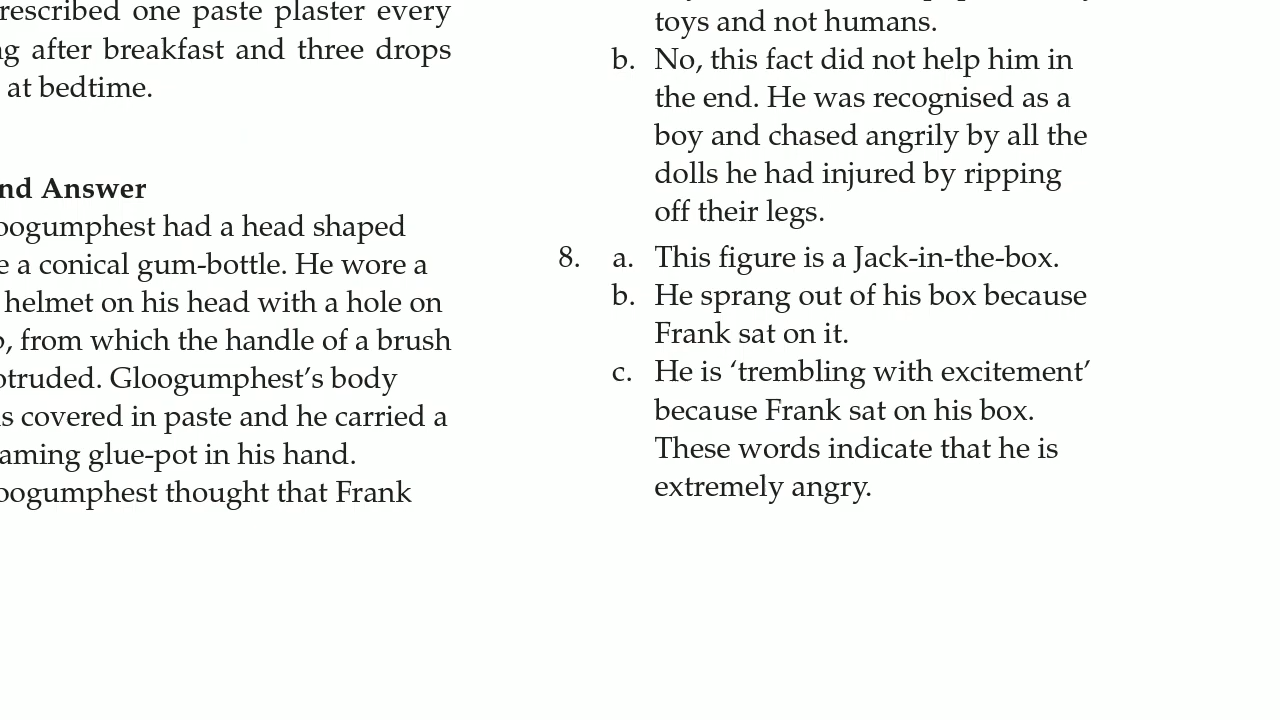 rescribed one paste plaster every
after breakfast and three drops
at bedtime.
nd Answer
oogumphest had a head shaped
a conical gum-bottle. He wore a
helmet on his head with a hole on
, from which the handle of a brush
otruded. Gloogumphest's body
s covered in paste and he carried a
aming glue-pot in his hand.
oogumphest thought that Frank
toys and not humans.
b. No, this fact did not help him in
the end. He was recognised as a
boy and chased angrily by all the
dolls he had injured by ripping
off their legs.
8. a. This figure is a Jack-in-the-box.
b. He sprang out of his box because
Frank sat on it.
c. He is ‘trembling with excitement’
because Frank sat on his box.
These words indicate that he is
extremely angry.